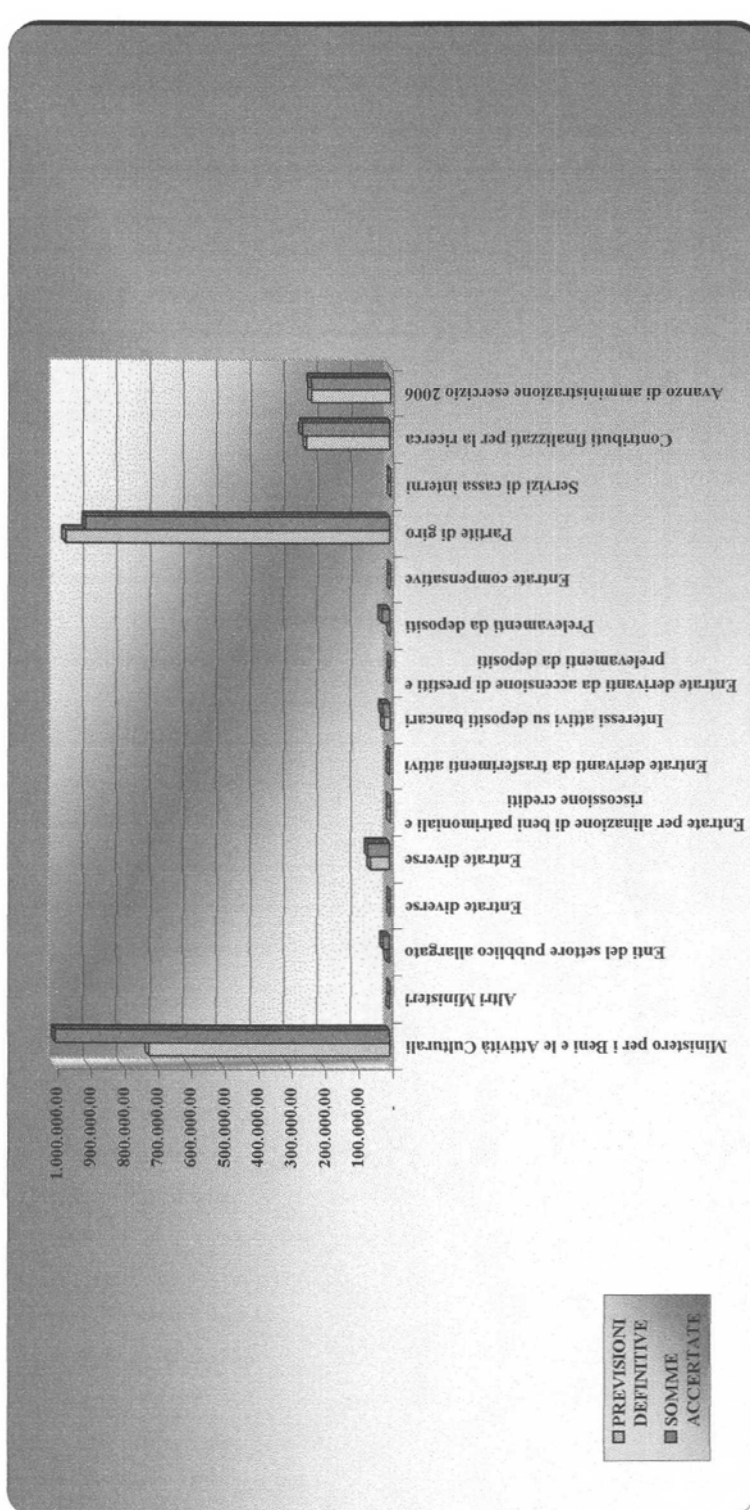 1.000.000,00
900.000,00
800.000,00
700.000,00
600.000,00
500.000,00
400.000,00
300.000,00
200.000,00
100.000,00
-
Ministero per i Beni e le Attività Culturali
Altri Ministeri
Enti del settore pubblico allargato
Entrate diverse
Entrate diverse
Entrate per alinazione di beni patrimoniali e
riscossione crediti
Entrate derivanti da trasferimenti attivi
Interessi attivi su depositi bancari
Entrate derivanti da accensione di prestiti e
prelevamenti da depositi
Prelevamenti da depositi
Entrate compensative
Partite di giro
Servizi di cassa interni
Contributi finalizzati per la ricerca
Avanzo di amministrazione esercizio 2006
PREVISIONI
DEFINITIVE
SOMME
ACCERTATE